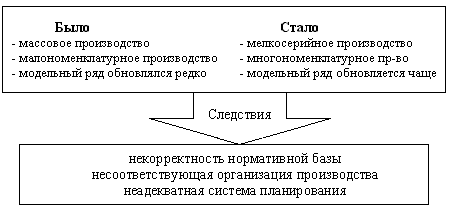 Было Стало
- массовое производство - мелкосерийное производство
- малономенклатурное производство - многономенклатурное пр-во
- модельный ряд обновлялся редко - модельный ряд обновляется чаще
Следствия
некорректность нормативной базы
несоответствующая организация производства
неадекватная система планирования